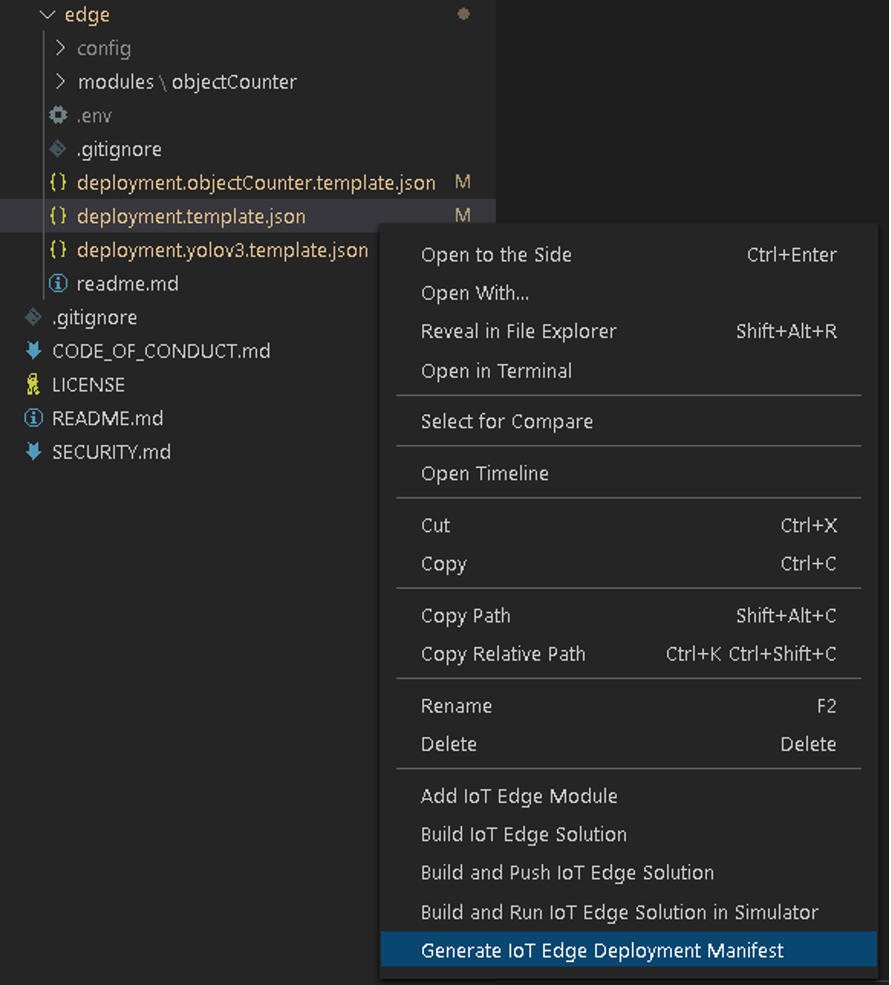 edge
config
modules \ objectCounter
.env
.gitignore
deployment.objectCounter.template.json M
deployment.template.json M
deployment.yolov3.template.json
readme.md
.gitignore
CODE_OF_CONDUCT.md
LICENSE
README.md
SECURITY.md
Open to the Side Ctrl+Enter
Open With...
Reveal in File Explorer Shift+Alt+R
Open in Terminal
Select for Compare
Open Timeline
Cut Ctrl+X
Copy Ctrl+C
Copy Path Shift+Alt+C
Copy Relative Path Ctrl+K Ctrl+Shift+C
Rename F2
Delete Delete
Add IoT Edge Module
Build IoT Edge Solution
Build and Push IoT Edge Solution
Build and Run IoT Edge Solution in Simulator
Generate IoT Edge Deployment Manifest